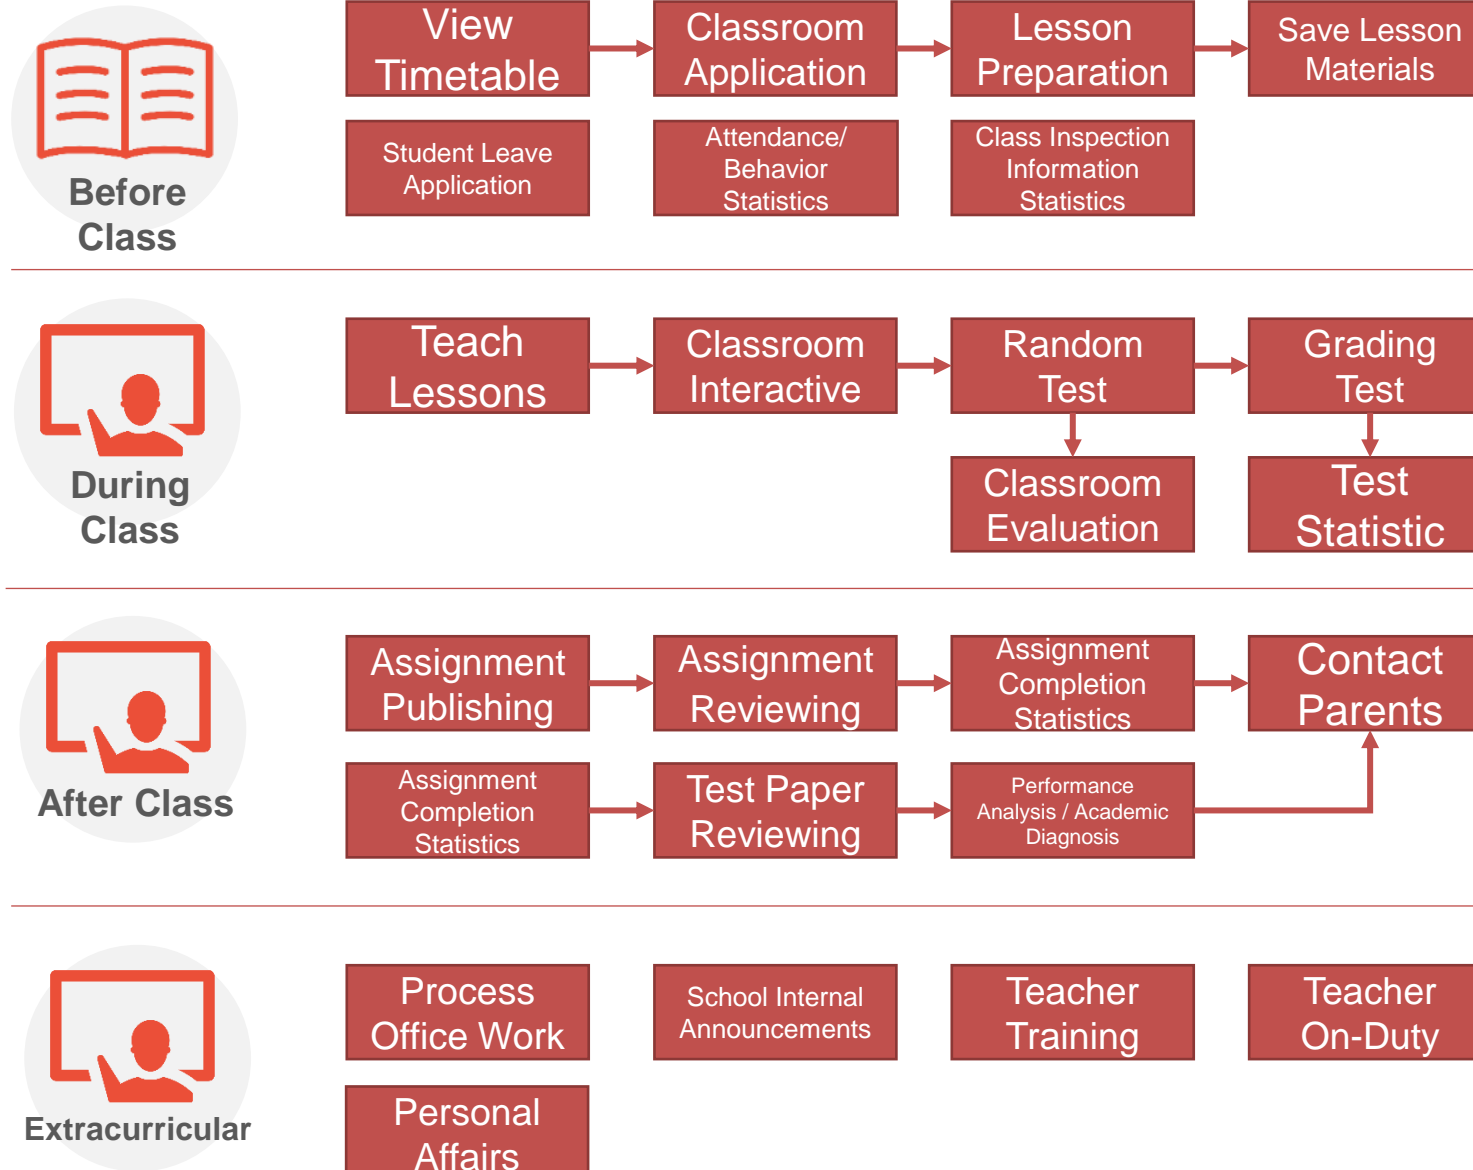 View
Timetable
Classroom
Application
Lesson
Preparation
Save Lesson
Materials
Student Leave
Application
Attendance/
Behavior
Statistics
Class Inspection
Information
Statistics
Before
Class
Teach
Lessons
Classroom
Interactive
Random
Test
Grading
Test
Classroom
Evaluation
Test
Statistic
During
Class
Assignment
Publishing
Assignment
Reviewing
Assignment
Completion
Statistics
Contact
Parents
Assignment
Completion
Statistics
Test Paper
Reviewing
Performance
Analysis / Academic
Diagnosis
After Class
Process
Office Work
School Internal
Announcements
Teacher
Training
Teacher
On-Duty
Personal
Affairs
Extracurricular